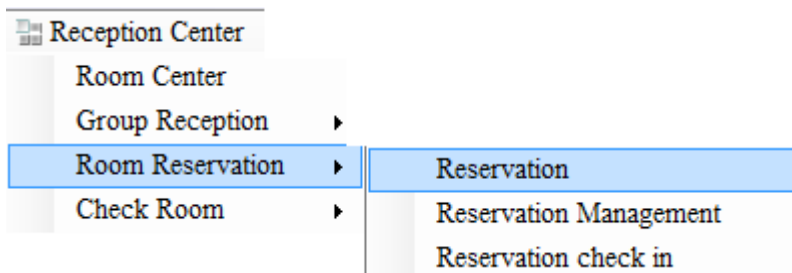 Reception Center
Room Center
Group Reception
Room Reservation
Check Room
Reservation
Reservation Management
Reservation check in